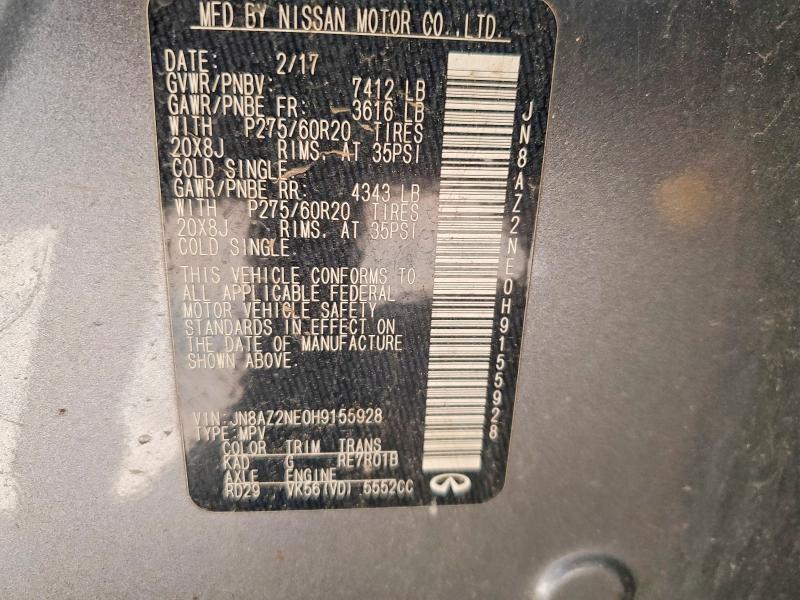 MFD BY NISSAN MOTOR CO.,LTD.
DATE: 2/17
GVWR/PNBV: 7412 LB
GAWR/PNBE FR: 3616 LB
WITH P275/60R20 TIRES
20X8J RIMS, AT 35PSI
COLD SINGLE.
GAWR/PNBE RR: 4343 LB
WITH P275/60R20 TIRES
20X8J RIMS, AT 35PSI
COLD SINGLE.
THIS VEHICLE CONFORMS TO
ALL APPLICABLE FEDERAL
MOTOR VEHICLE SAFETY
STANDARDS IN EFFECT ON
THE DATE OF MANUFACTURE
SHOWN ABOVE.
VIN: JN8AZ2NE0H9155928
TYPE:MPV
COLOR TRIM TRANS
KAD G RE7R01B
AXLE ENGINE
RD29 VK56(VD) 5552CC
JN8AZ2NE0H9155928